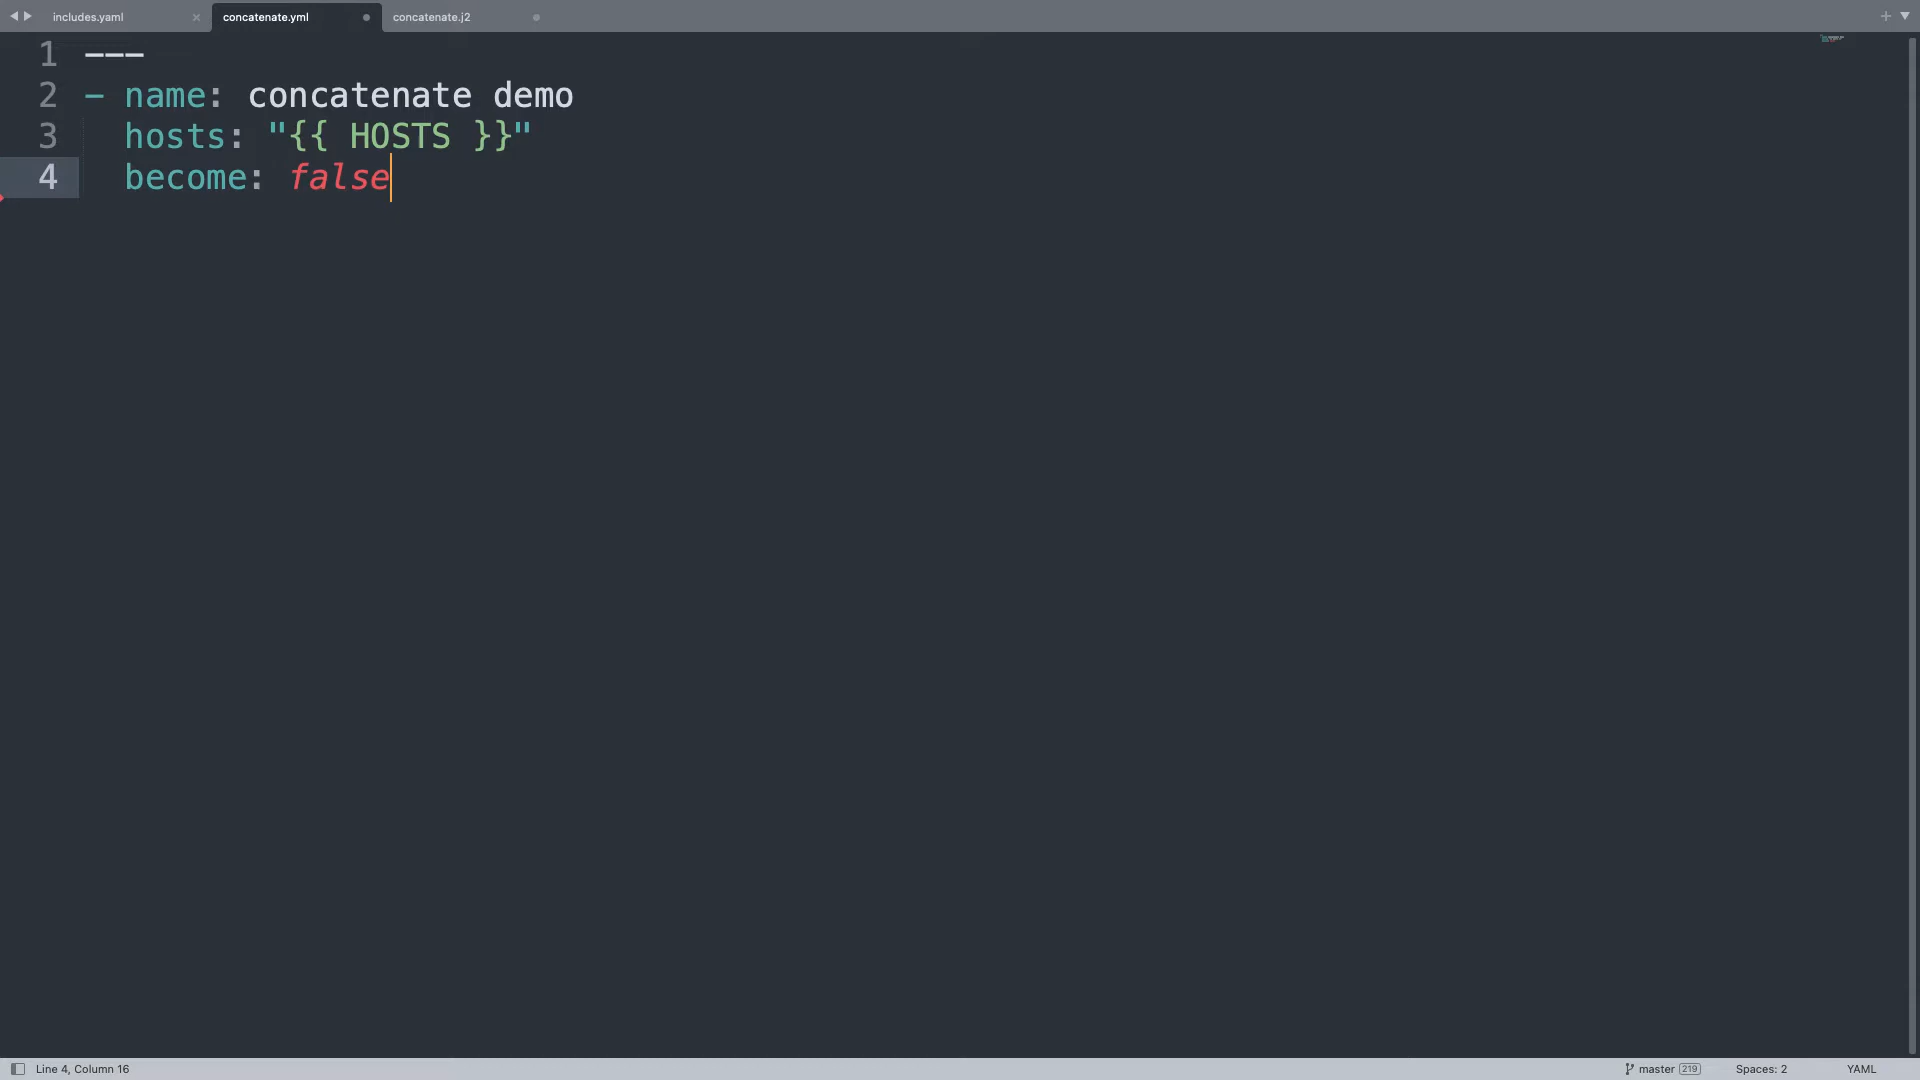 includes.yaml concatenate.yml concatenate.j2
1 ---
2 - name: concatenate demo
3 hosts: "{{ HOSTS }}"
4 become: false
Line 4, Column 16 master 219 Spaces: 2 YAML